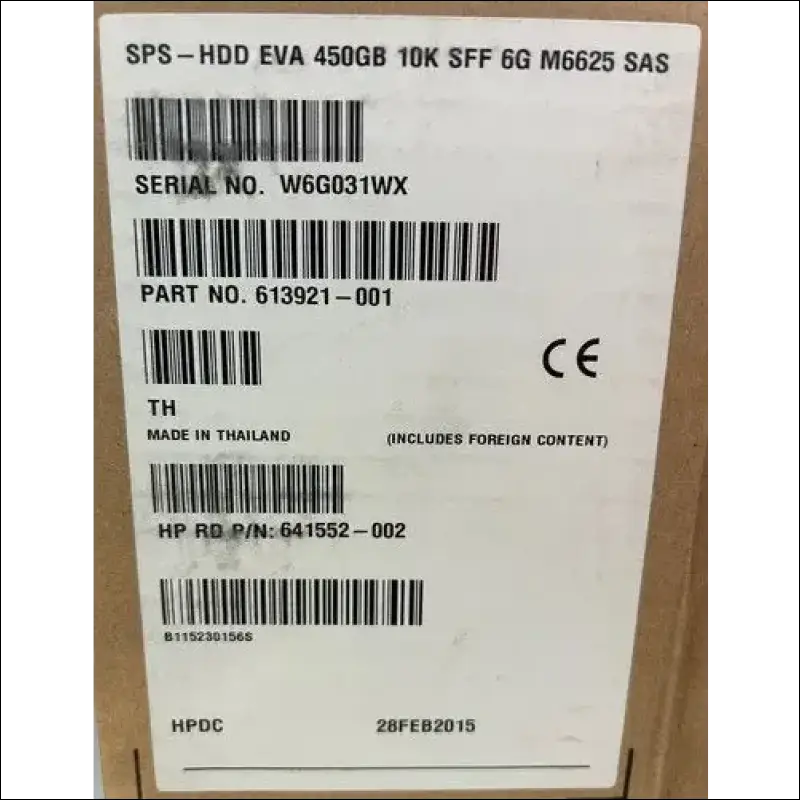 SPS-HDD EVA 450GB 10K SFF 6G M6625 SAS
SERIAL NO. W6G031WX
PART NO. 613921-001
CE
TH
MADE IN THAILAND (INCLUDES FOREIGN CONTENT)
HP RD P/N: 641552-002
B115230156S
HPDC 28FEB2015